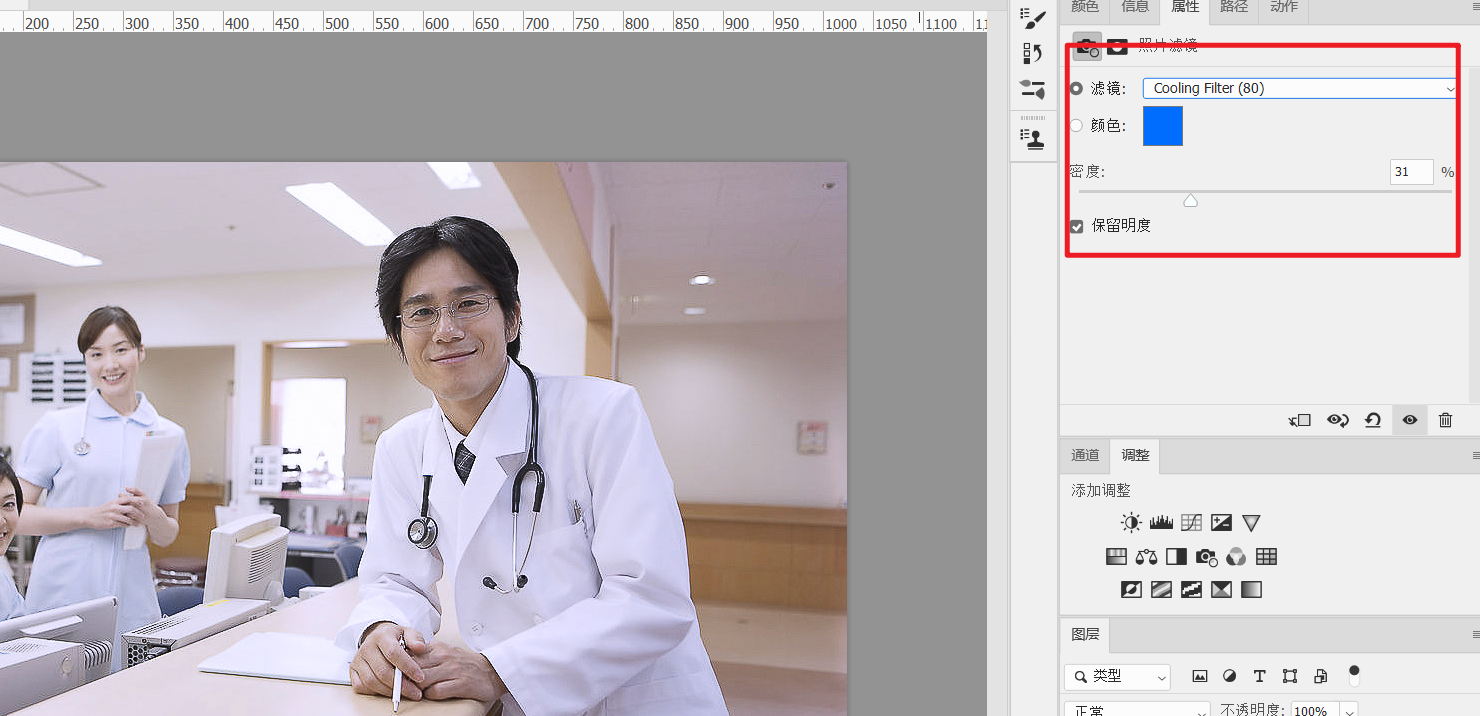 200 250 300 350 400 450 500 550 600 650 700 750 800 850 900 950 1000 1050 1100
颜色 信息 属性 路径 动作
照片滤镜
滤镜: Cooling Filter (80)
颜色:
密度: 31 %
保留明度
通道 调整
添加调整
图层
类型
正常 不透明度: 100%